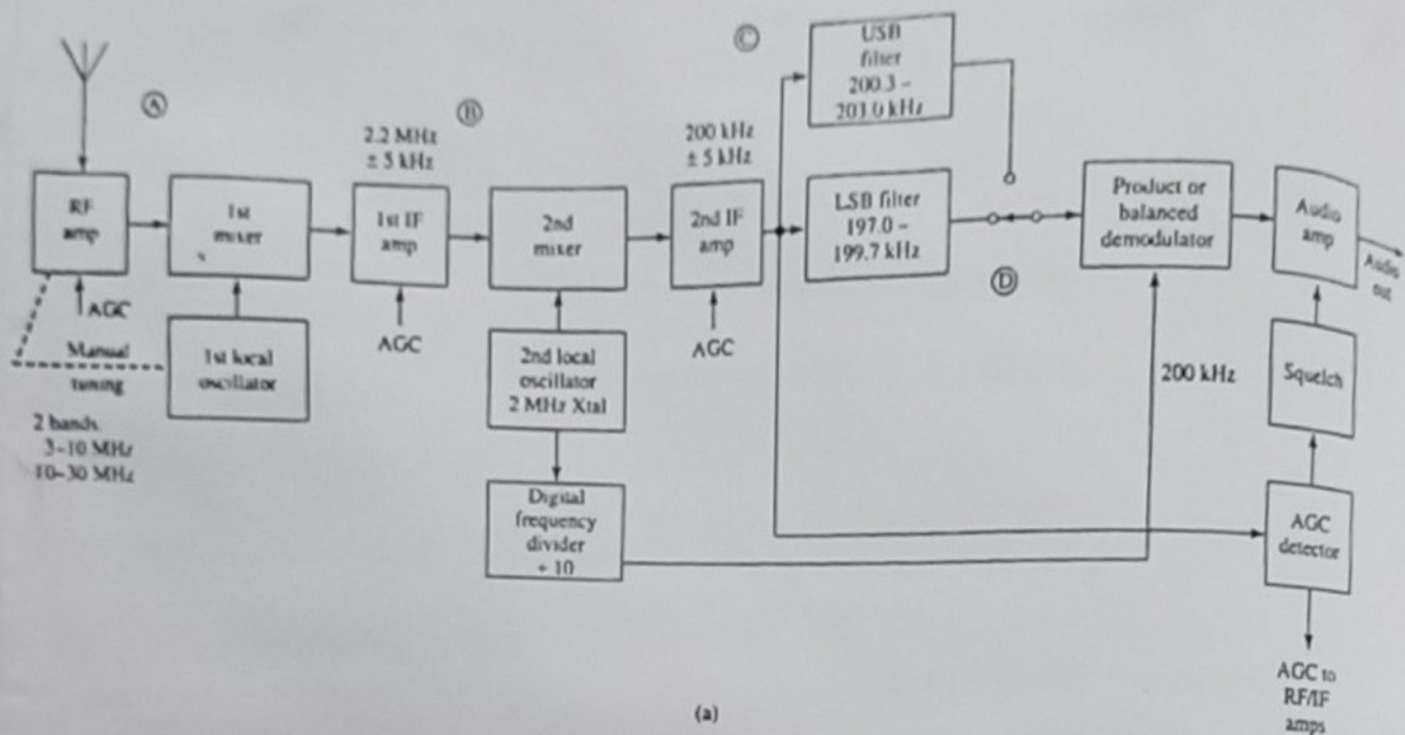 Ⓐ
Ⓑ
Ⓒ
USB
filter
200.3 –
203.0 kHz
2.2 MHz
± 5 kHz
200 kHz
± 5 kHz
RF
amp
1st
mixer
1st IF
amp
2nd
mixer
2nd IF
amp
LSB filter
197.0 –
199.7 kHz
Product or
balanced
demodulator
Audio
amp
Audio
out
Ⓓ
AGC
Manual
tuning
2 bands
3–10 MHz
10–30 MHz
1st local
oscillator
AGC
2nd local
oscillator
2 MHz Xtal
AGC
200 kHz
Squelch
Digital
frequency
divider
÷ 10
AGC
detector
AGC to
RF/IF
amps
(a)